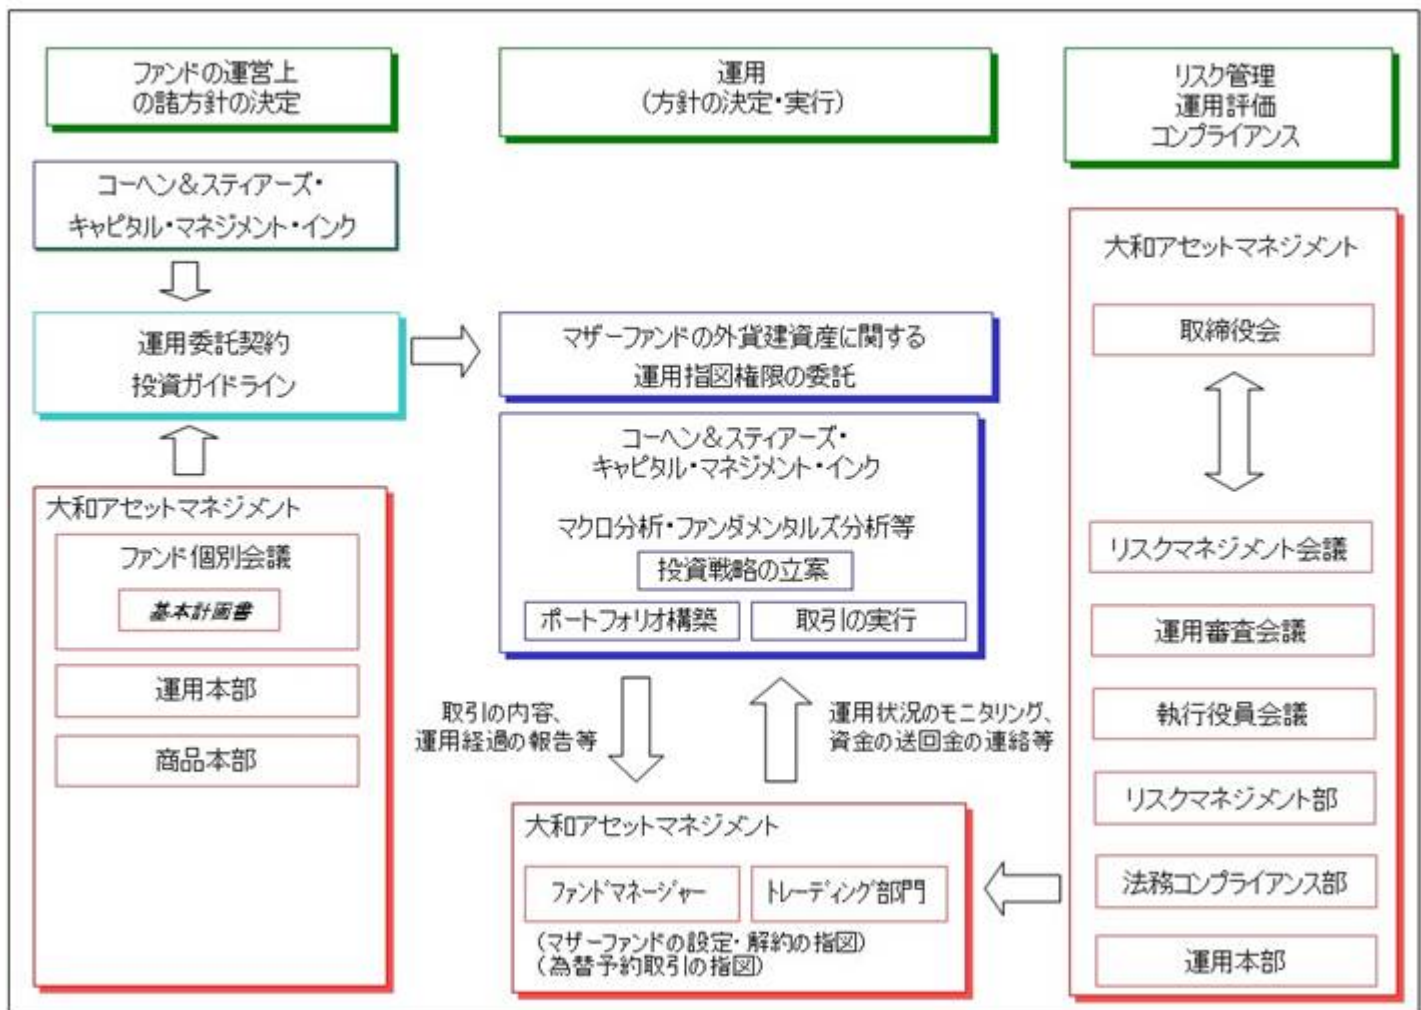 ファンドの運営上
の諸方針の決定
運用
(方針の決定・実行)
リスク管理
運用評価
コンプライアンス
コーヘン&スティアーズ・
キャピタル・マネジメント・インク
運用委託契約
投資ガイドライン
大和アセットマネジメント
ファンド個別会議
基本計画書
運用本部
商品本部
マザーファンドの外貨建資産に関する
運用指図権限の委託
コーヘン&スティアーズ・
キャピタル・マネジメント・インク
マクロ分析・ファンダメンタルズ分析等
投資戦略の立案
ポートフォリオ構築
取引の実行
取引の内容、
運用経過の報告等
運用状況のモニタリング、
資金の送回金の連絡等
大和アセットマネジメント
ファンドマネージャー
トレーディング部門
(マザーファンドの設定・解約の指図)
(為替予約取引の指図)
大和アセットマネジメント
取締役会
リスクマネジメント会議
運用審査会議
執行役員会議
リスクマネジメント部
法務コンプライアンス部
運用本部